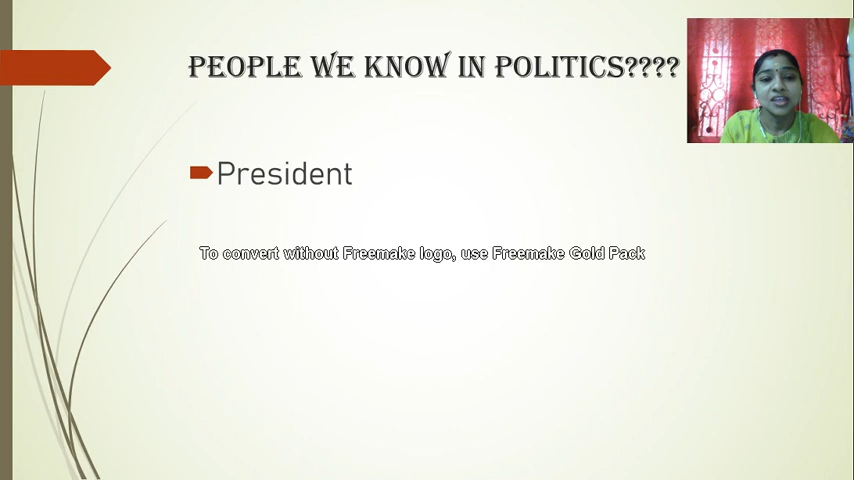 PEOPLE WE KNOW IN POLITICS????
President
To convert without Freemake logo, use Freemake Gold Pack